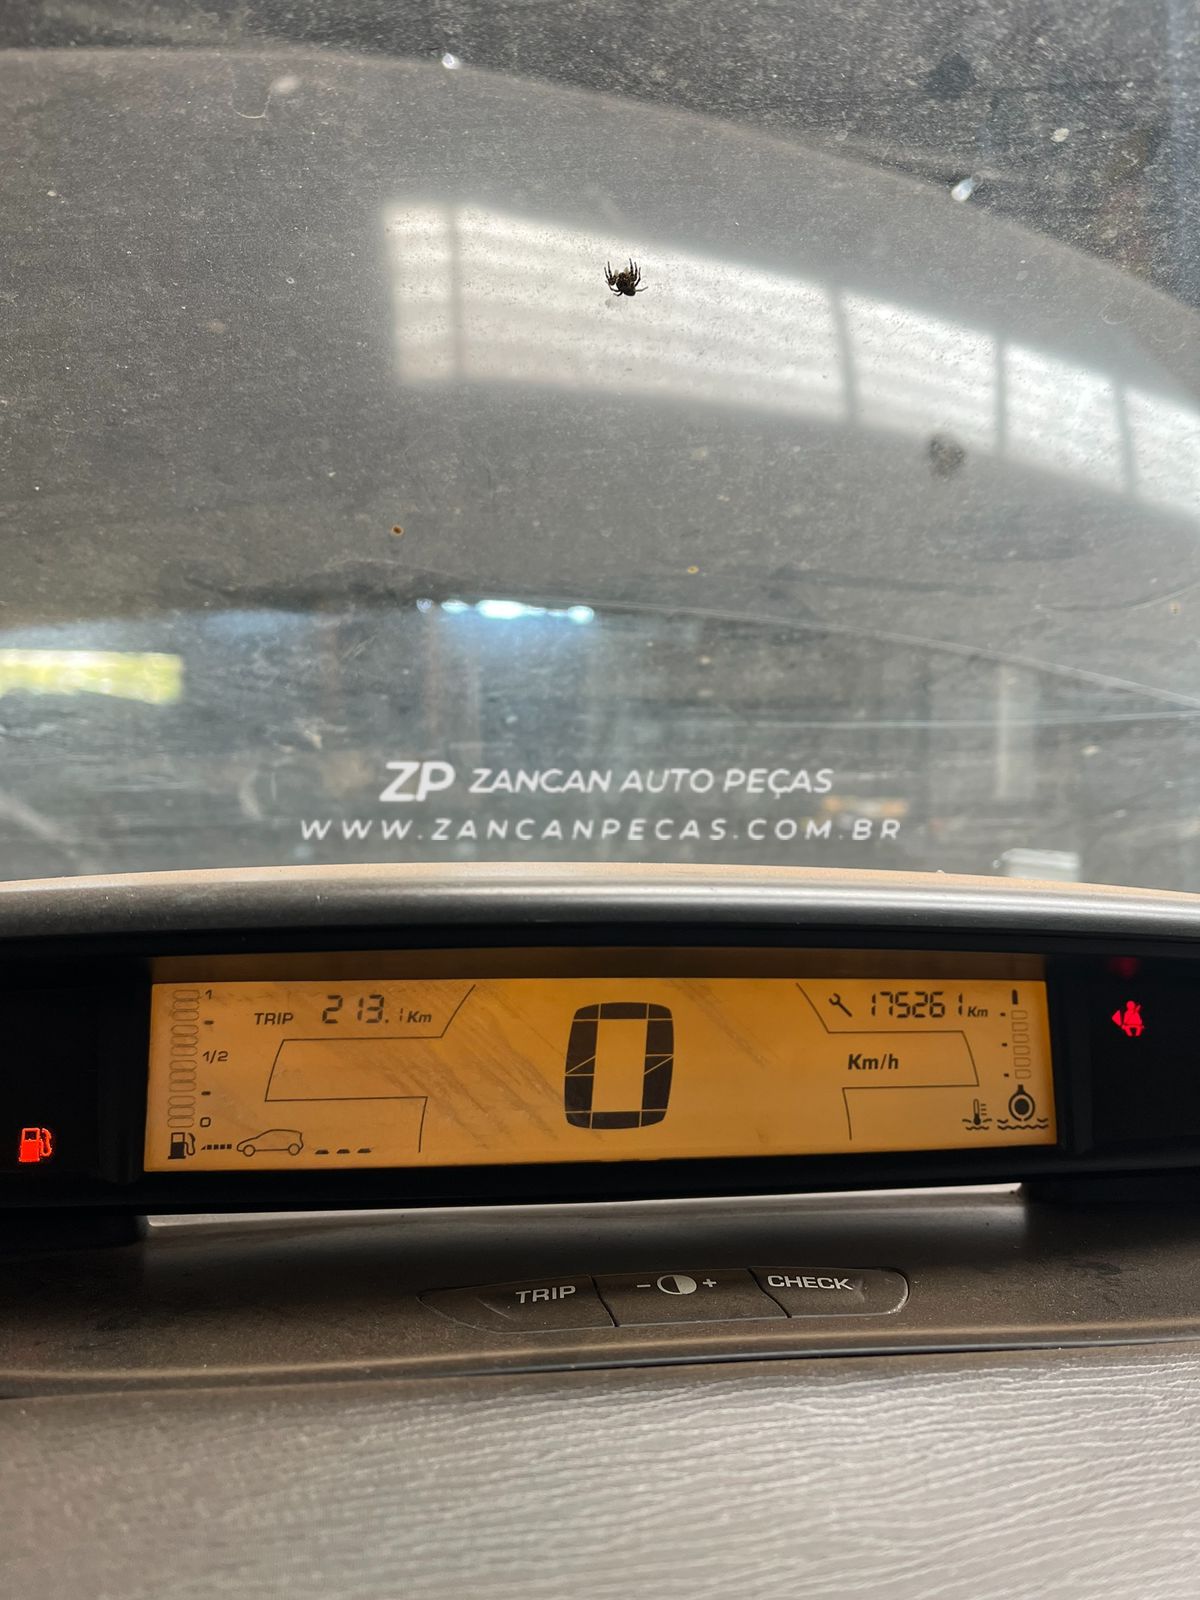 ZP ZANCAN AUTO PEÇAS
WWW.ZANCANPECAS.COM.BR
1
TRIP 213.1 Km
175261 Km
1/2
0
Km/h
0
TRIP
- +
CHECK